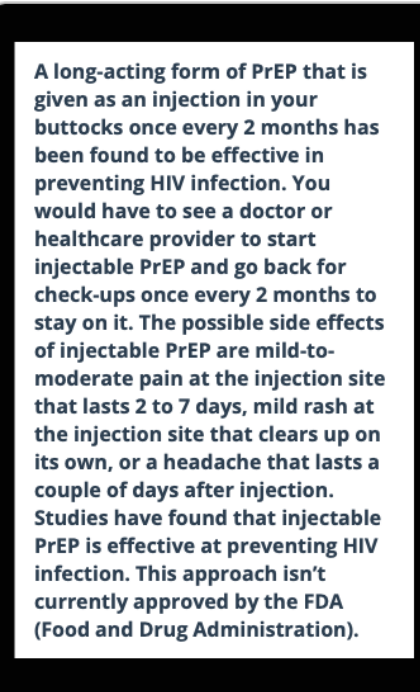 A long-acting form of PrEP that is
given as an injection in your
buttocks once every 2 months has
been found to be effective in
preventing HIV infection. You
would have to see a doctor or
healthcare provider to start
injectable PrEP and go back for
check-ups once every 2 months to
stay on it. The possible side effects
of injectable PrEP are mild-to-
moderate pain at the injection site
that lasts 2 to 7 days, mild rash at
the injection site that clears up on
its own, or a headache that lasts a
couple of days after injection.
Studies have found that injectable
PrEP is effective at preventing HIV
infection. This approach isn’t
currently approved by the FDA
(Food and Drug Administration).